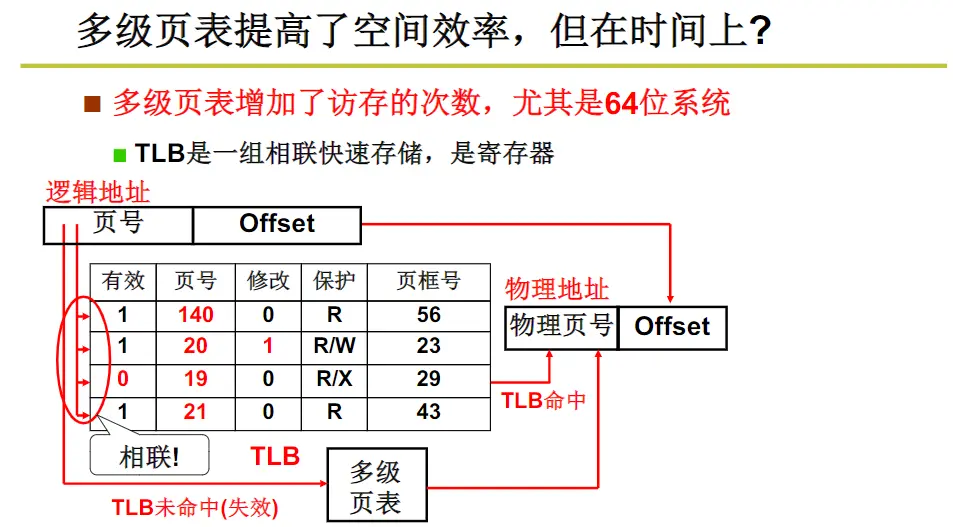 多级页表提高了空间效率，但在时间上?
多级页表增加了访存的次数，尤其是64位系统
TLB是一组相联快速存储，是寄存器
逻辑地址
页号 Offset
有效 页号 修改 保护 页框号
1 140 0 R 56
1 20 1 R/W 23
0 19 0 R/X 29
1 21 0 R 43
物理地址
物理页号 Offset
TLB命中
相联!
TLB
多级
页表
TLB未命中(失效)